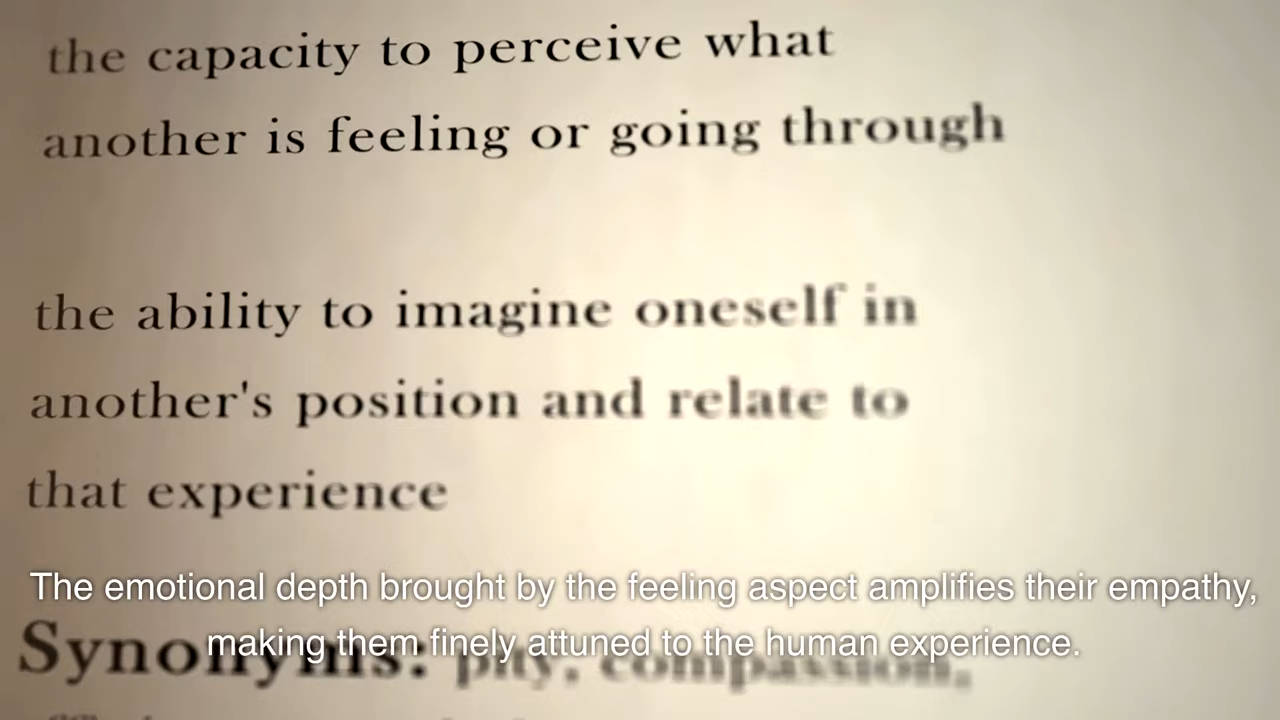 the capacity to perceive what
another is feeling or going through
the ability to imagine oneself in
another's position and relate to
that experience
The emotional depth brought by the feeling aspect amplifies their empathy,
making them finely attuned to the human experience.
Synonyms: pity, compassion,